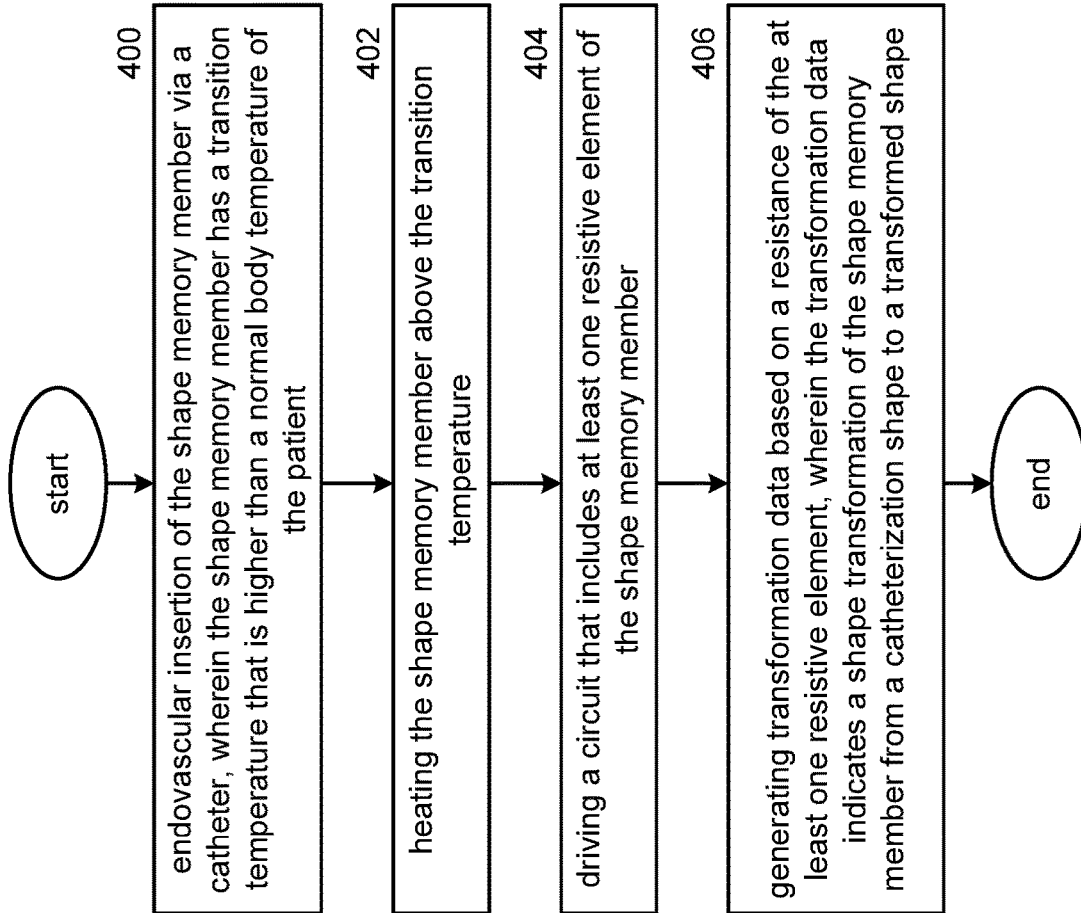 start
400
endovascular insertion of the shape memory member via a
catheter, wherein the shape memory member has a transition
temperature that is higher than a normal body temperature of
the patient
402
heating the shape memory member above the transition
temperature
404
driving a circuit that includes at least one resistive element of
the shape memory member
406
generating transformation data based on a resistance of the at
least one resistive element, wherein the transformation data
indicates a shape transformation of the shape memory
member from a catheterization shape to a transformed shape
end